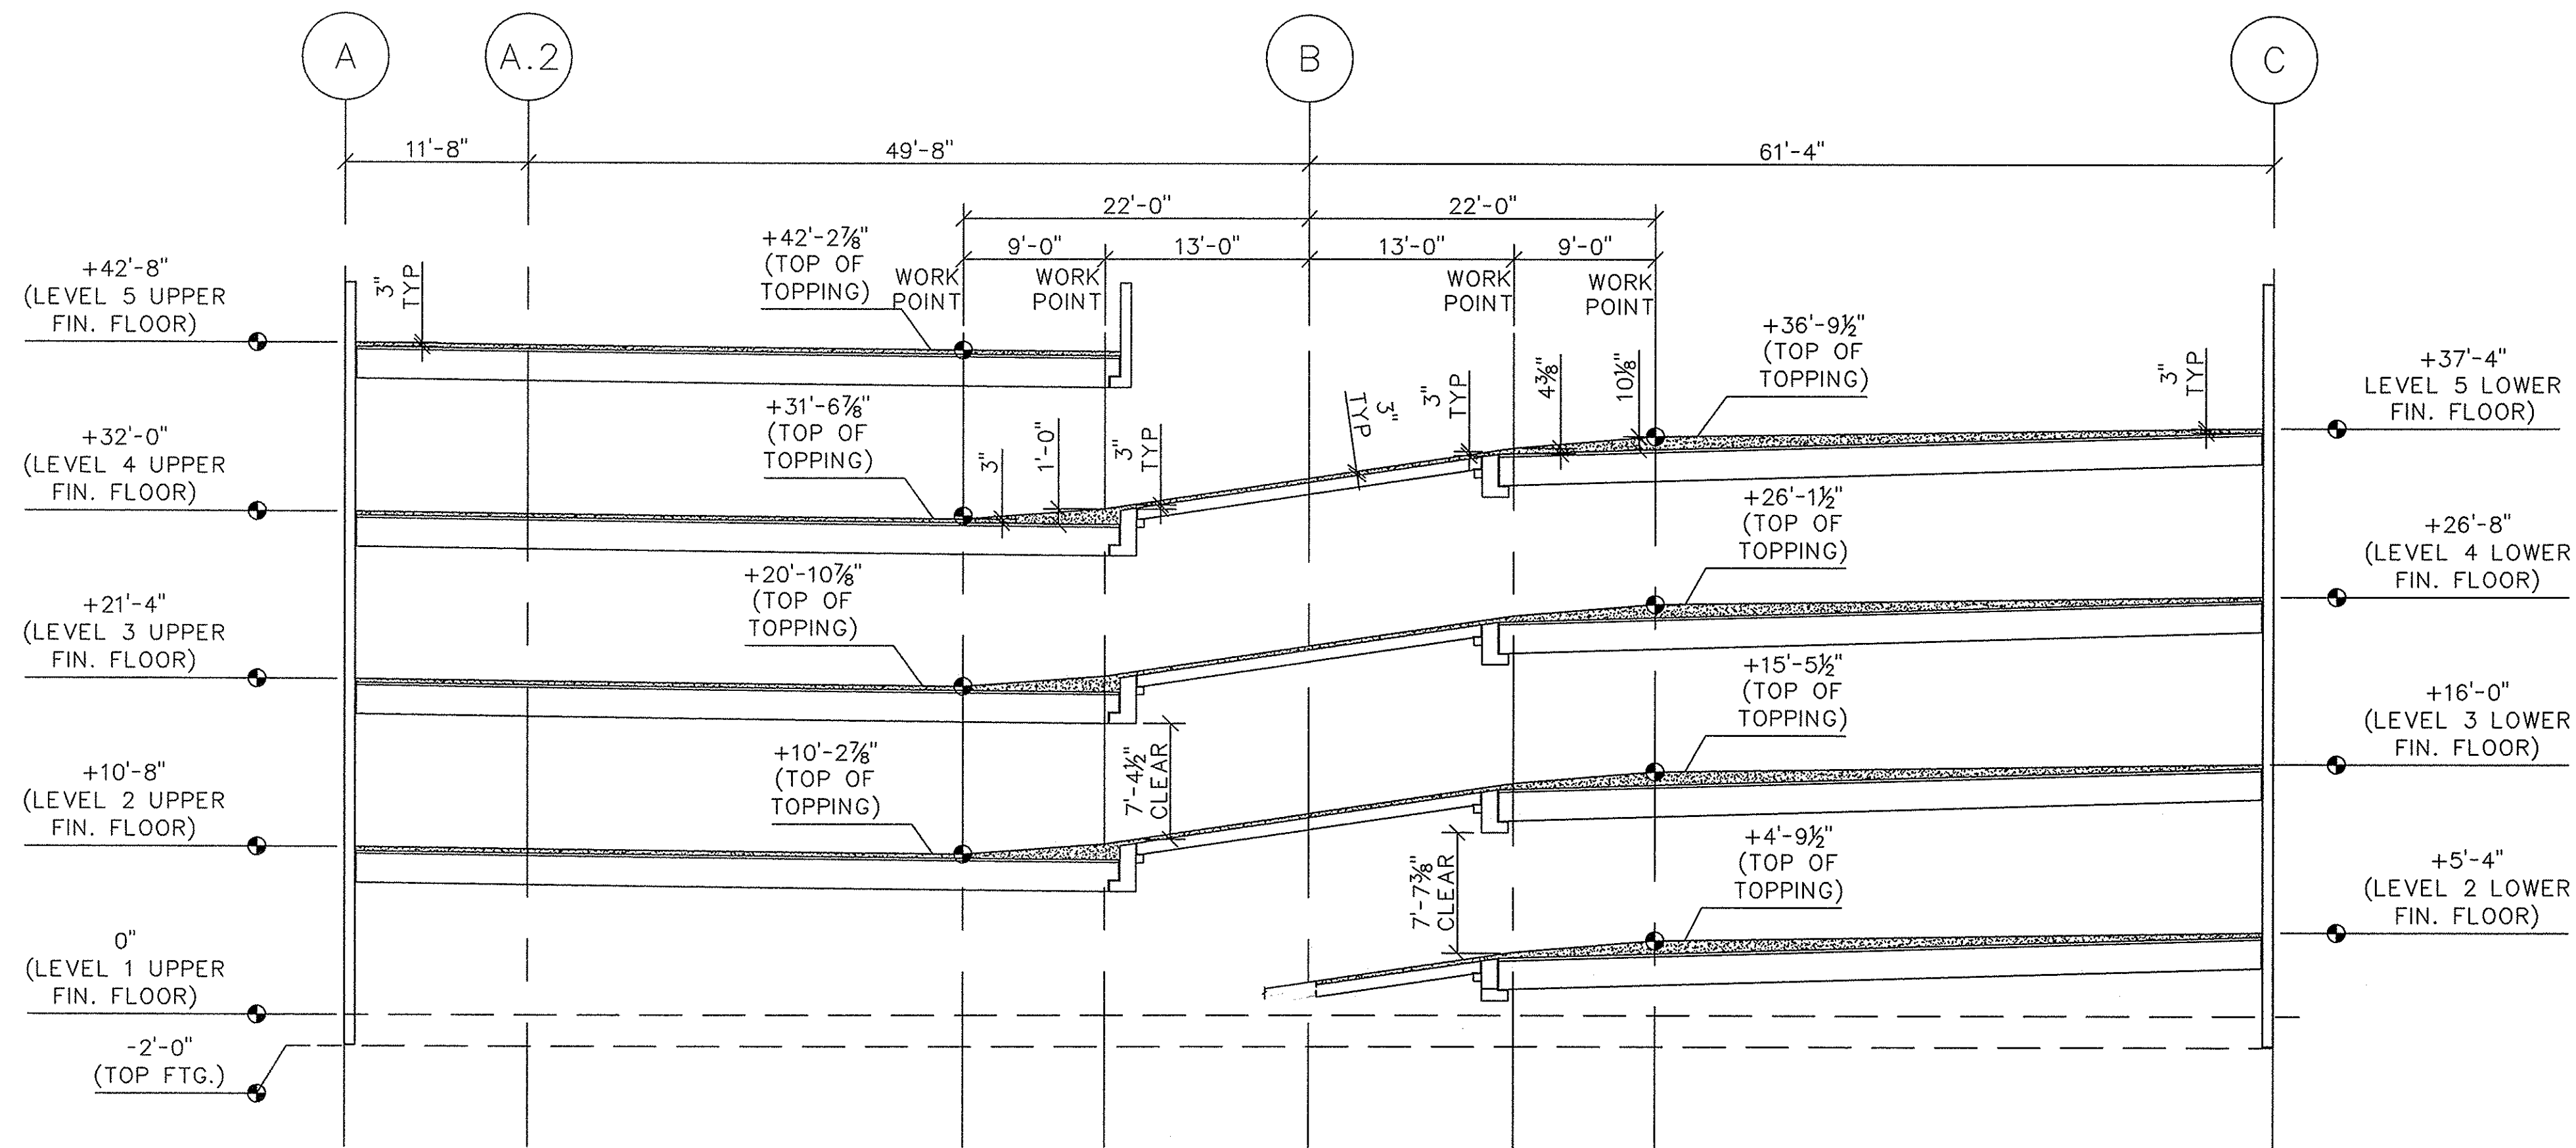 A
A.2
B
C
11'-8"
49'-8"
61'-4"
22'-0"
22'-0"
9'-0"
13'-0"
13'-0"
9'-0"
WORK
POINT
WORK
POINT
WORK
POINT
WORK
POINT
+42'-8"
(LEVEL 5 UPPER
FIN. FLOOR)
3"
TYP
+42'-2⅞"
(TOP OF
TOPPING)
+32'-0"
(LEVEL 4 UPPER
FIN. FLOOR)
+31'-6⅞"
(TOP OF
TOPPING)
3"
1'-0"
3"
TYP
3"
TYP
3"
TYP
4⅜"
10⅛"
+36'-9½"
(TOP OF
TOPPING)
3"
TYP
+37'-4"
LEVEL 5 LOWER
FIN. FLOOR)
+21'-4"
(LEVEL 3 UPPER
FIN. FLOOR)
+20'-10⅞"
(TOP OF
TOPPING)
+26'-1½"
(TOP OF
TOPPING)
+26'-8"
(LEVEL 4 LOWER
FIN. FLOOR)
+10'-8"
(LEVEL 2 UPPER
FIN. FLOOR)
+10'-2⅞"
(TOP OF
TOPPING)
7'-4½"
CLEAR
+15'-5½"
(TOP OF
TOPPING)
+16'-0"
(LEVEL 3 LOWER
FIN. FLOOR)
7'-7⅜"
CLEAR
+4'-9½"
(TOP OF
TOPPING)
+5'-4"
(LEVEL 2 LOWER
FIN. FLOOR)
0"
(LEVEL 1 UPPER
FIN. FLOOR)
-2'-0"
(TOP FTG.)